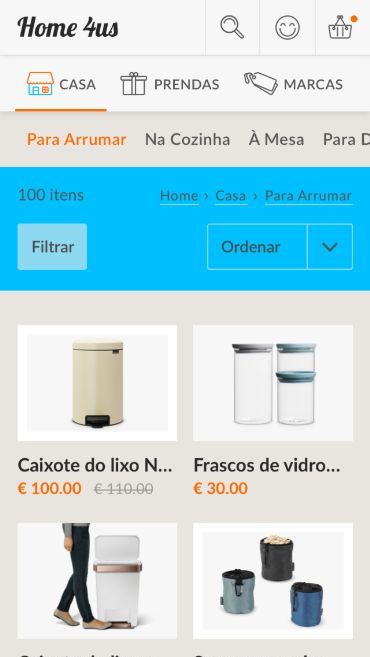 Home 4us
CASA PRENDAS MARCAS
Para Arrumar Na Cozinha À Mesa Para D
100 itens Home › Casa › Para Arrumar
Filtrar Ordenar
Caixote do lixo N... Frascos de vidro...
€ 100.00 € 110.00 € 30.00